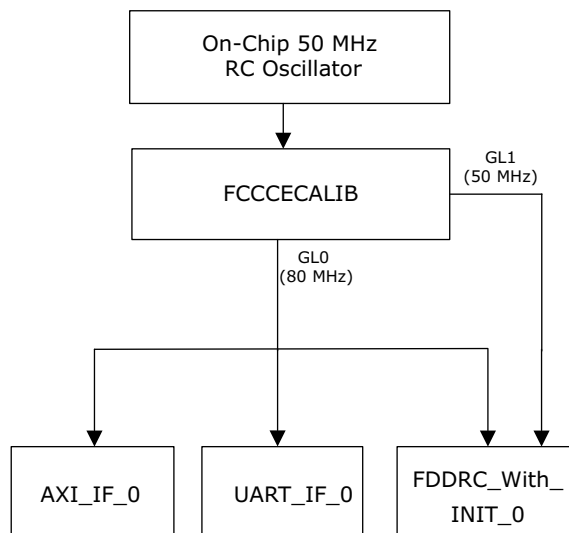 On-Chip 50 MHz
RC Oscillator
FCCCECALIB
GL1
(50 MHz)
GL0
(80 MHz)
AXI_IF_0
UART_IF_0
FDDRC_With_
INIT_0